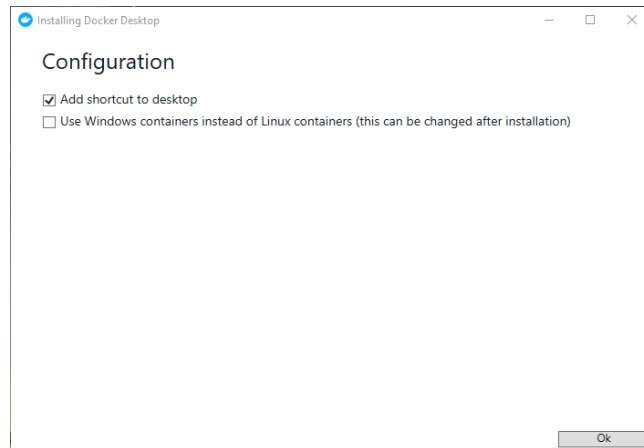 Installing Docker Desktop
Configuration
Add shortcut to desktop
Use Windows containers instead of Linux containers (this can be changed after installation)
Ok